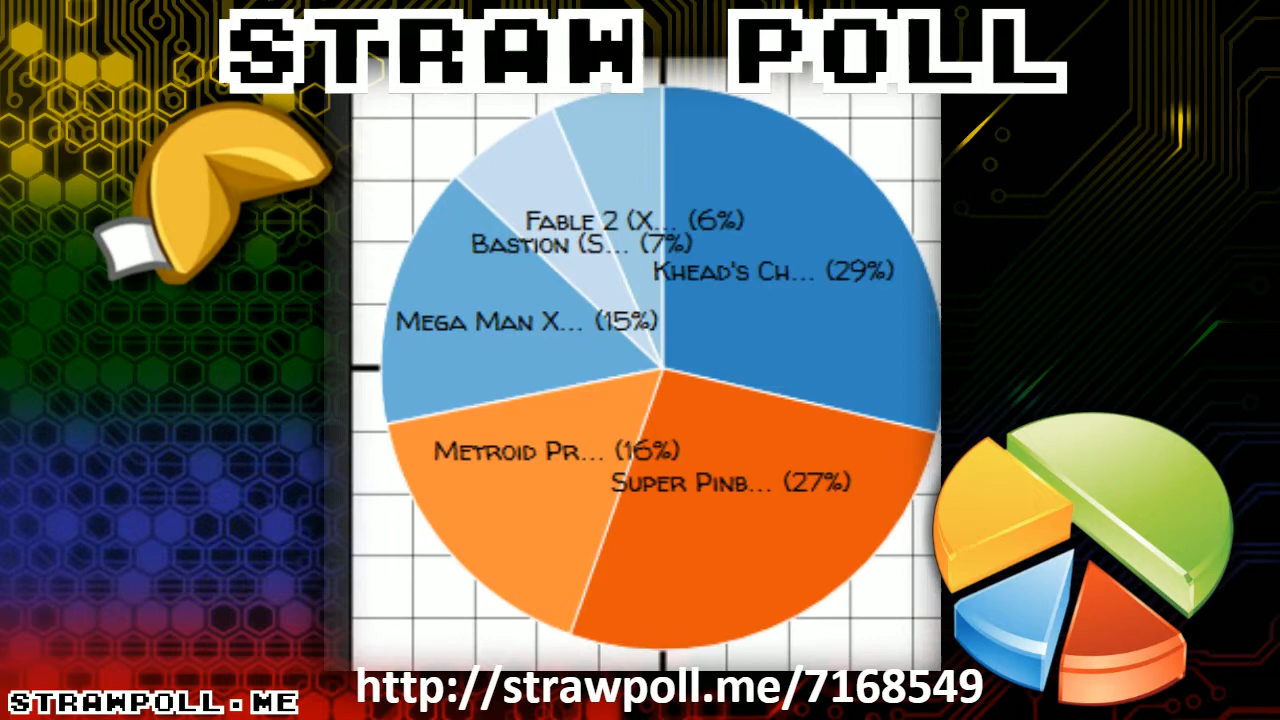 STRAW POLL
FABLE 2 (X... (6%)
BASTION (S... (7%)
KHEAD'S CH... (29%)
MEGA MAN X... (15%)
METROID PR... (16%)
SUPER PINB... (27%)
http://strawpoll.me/7168549
STRAWPOLL.ME